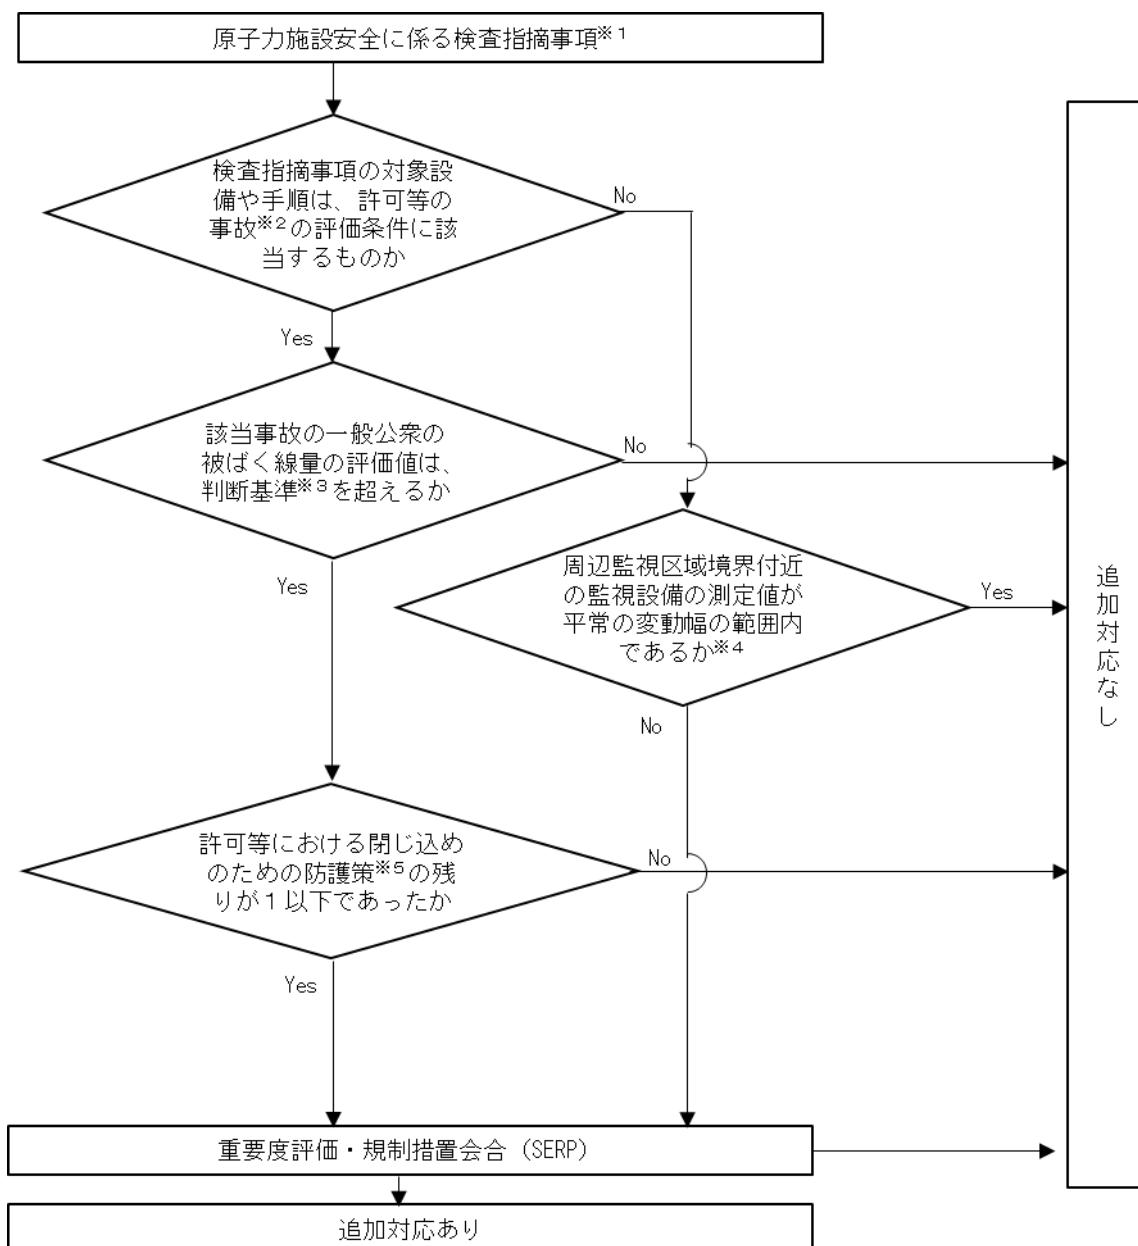 原子力施設安全に係る検査指摘事項※1
検査指摘事項の対象設
備や手順は、許可等の
事故※2の評価条件に該
当するものか
No
Yes
該当事故の一般公衆の
被ばく線量の評価値は、
判断基準※3を超えるか
No
Yes
周辺監視区域境界付近
の監視設備の測定値が
平常の変動幅の範囲内
であるか※4
Yes
No
追加対応なし
許可等における閉じ込め
のための防護策※5の残
りが1以下であったか
No
Yes
重要度評価・規制措置会合（SERP）
追加対応あり